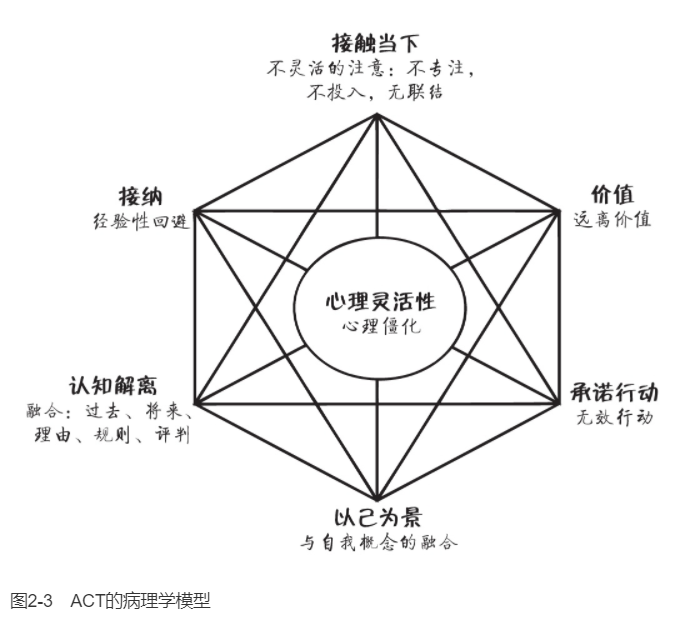 接触当下
不灵活的注意：不专注，
不投入，无联结
接纳
经验性回避
价值
远离价值
心理灵活性
心理僵化
认知解离
融合：过去、将来、
理由、规则、评判
承诺行动
无效行动
以己为景
与自我概念的融合
图2-3 ACT的病理学模型